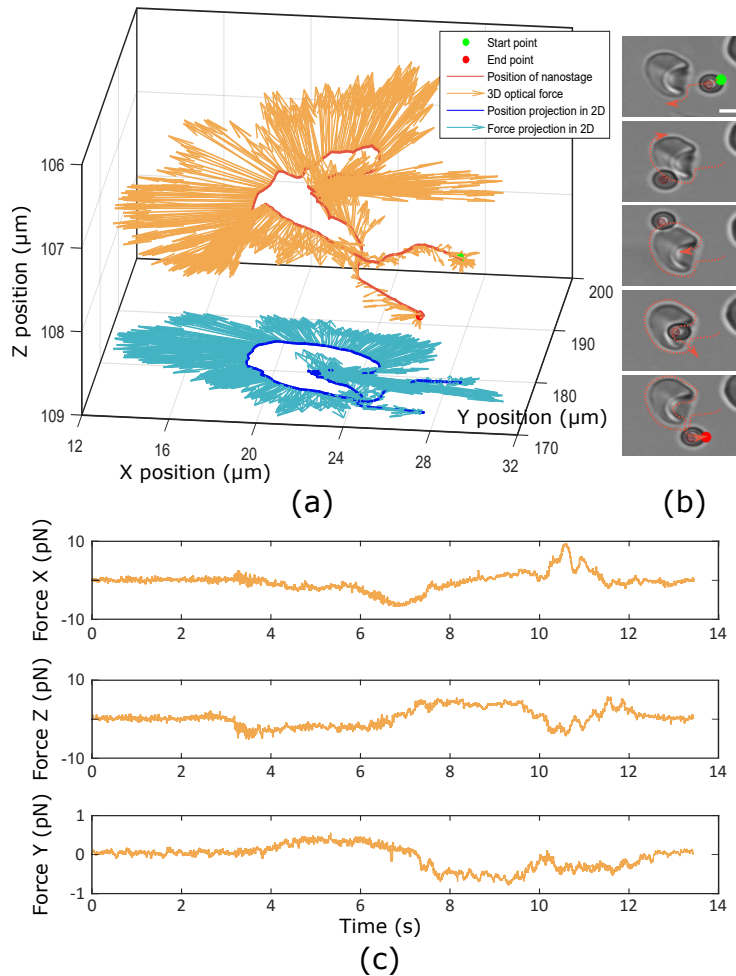 Start point
End point
Position of nanostage
3D optical force
Position projection in 2D
Force projection in 2D
Z position (μm)
106
107
108
109
12
16
20
24
28
32
170
180
190
200
X position (μm)
Y position (μm)
(a)
(b)
Force X (pN)
10
0
-10
0 2 4 6 8 10 12 14
Force Z (pN)
10
0
-10
0 2 4 6 8 10 12 14
Force Y (pN)
1
0
-1
0 2 4 6 8 10 12 14
Time (s)
(c)